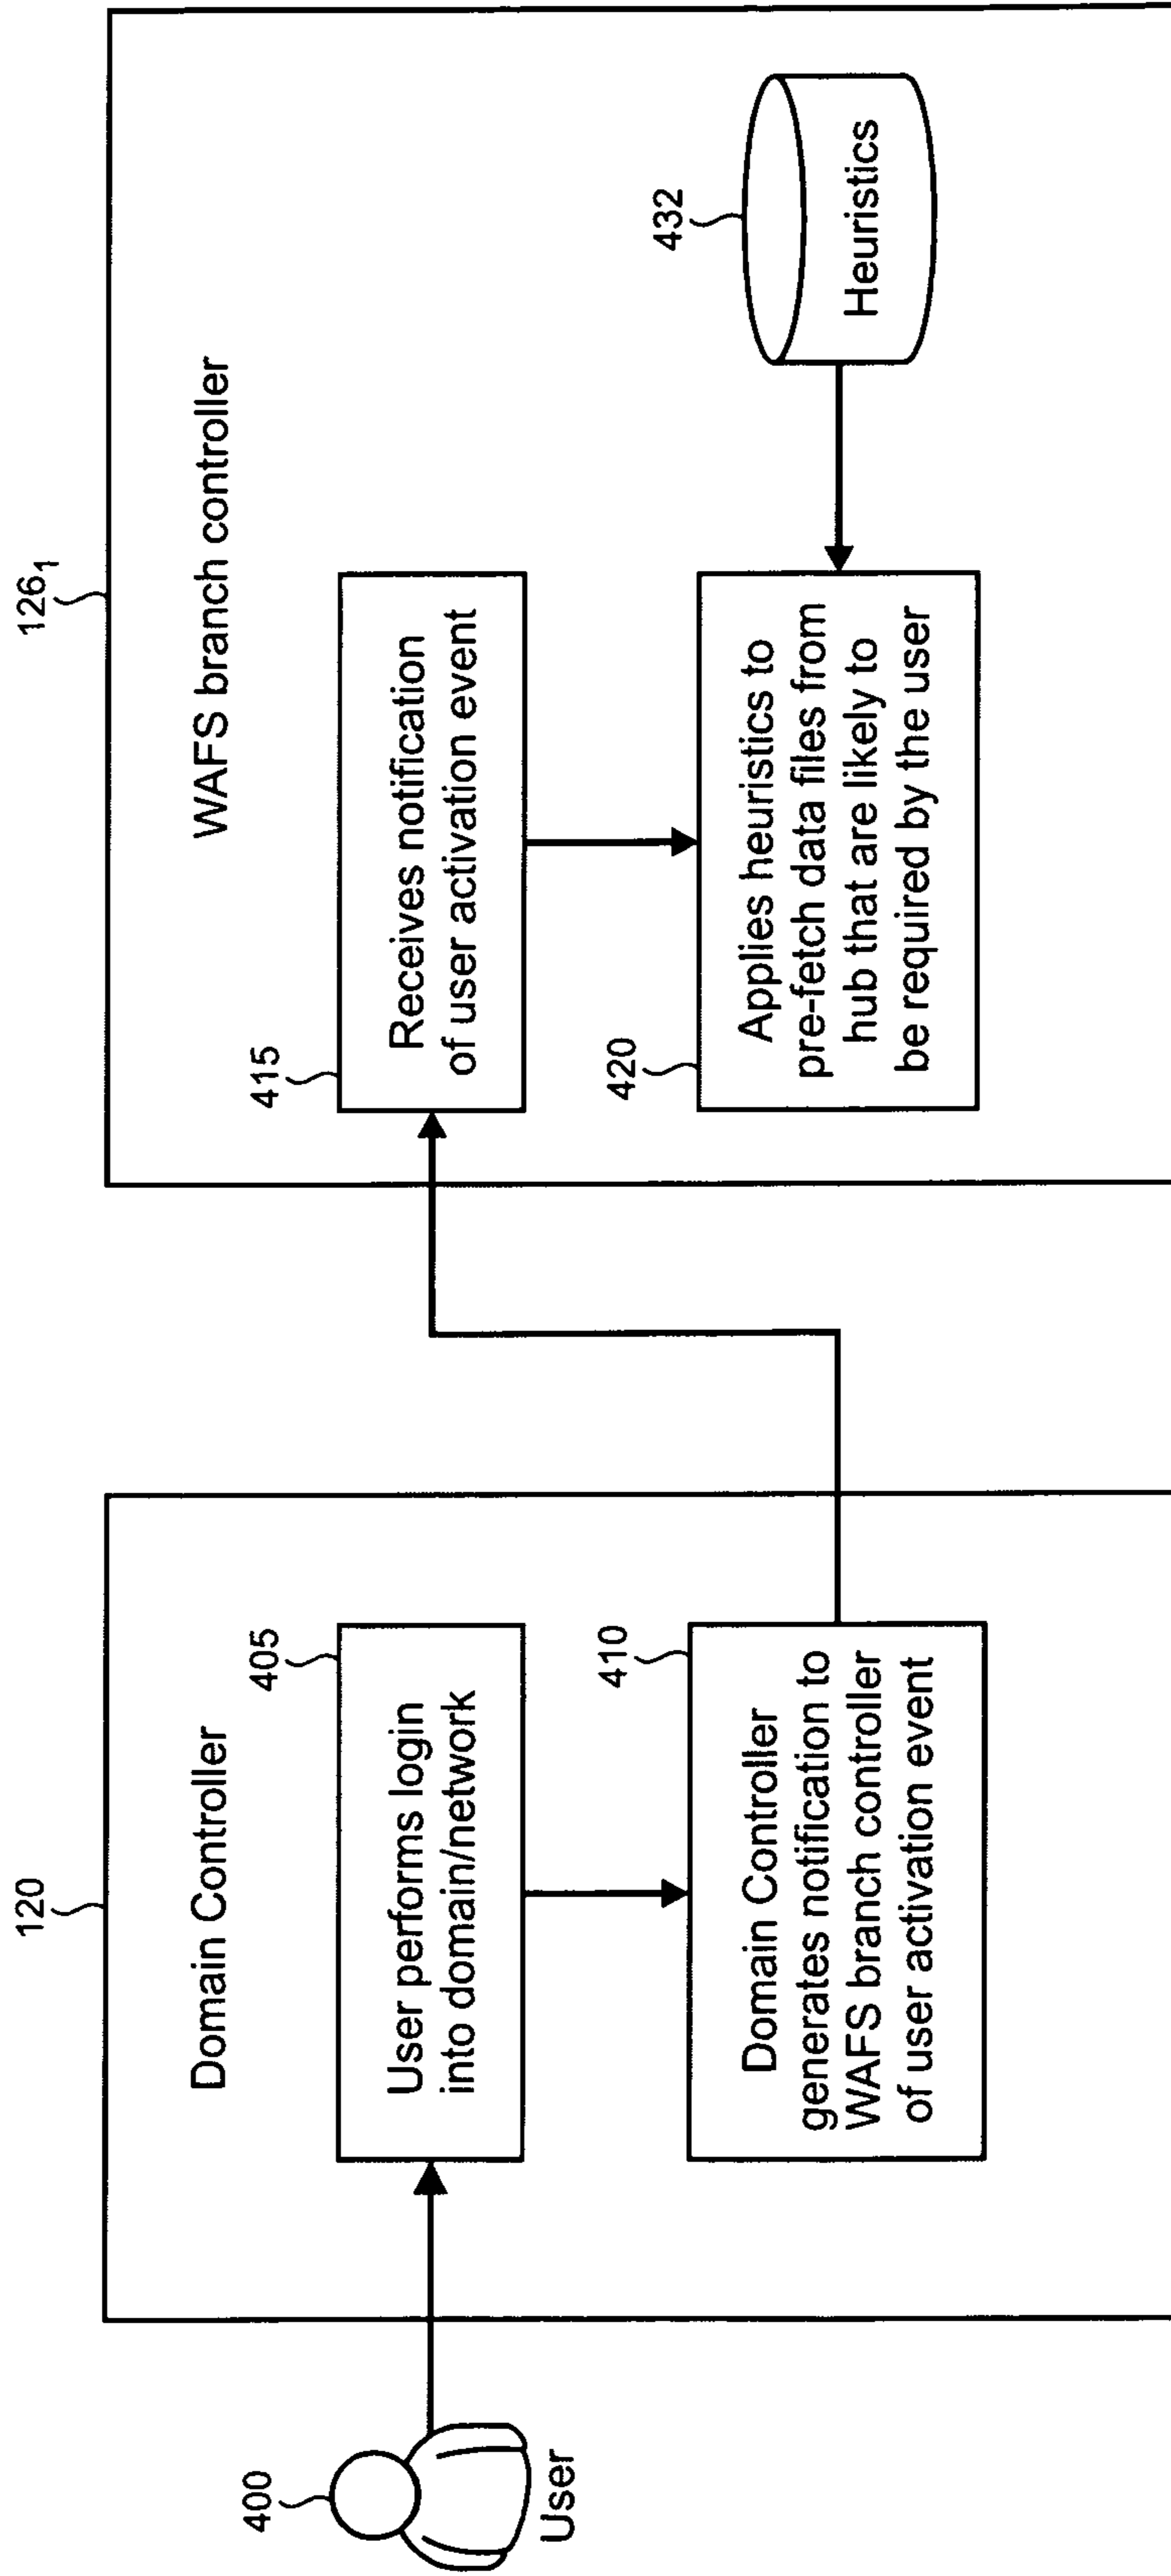 400
User
120
Domain Controller
405
User performs login
into domain/network
410
Domain Controller
generates notification to
WAFS branch controller
of user activation event
126₁
WAFS branch controller
415
Receives notification
of user activation event
420
Applies heuristics to
pre-fetch data files from
hub that are likely to
be required by the user
432
Heuristics